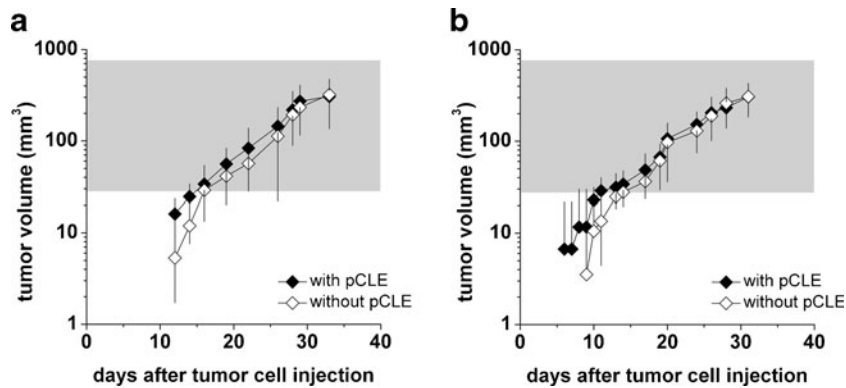 a
1000
100
10
1
tumor volume (mm³)
with pCLE
without pCLE
0 10 20 30 40
days after tumor cell injection
b
1000
100
10
1
tumor volume (mm³)
with pCLE
without pCLE
0 10 20 30 40
days after tumor cell injection